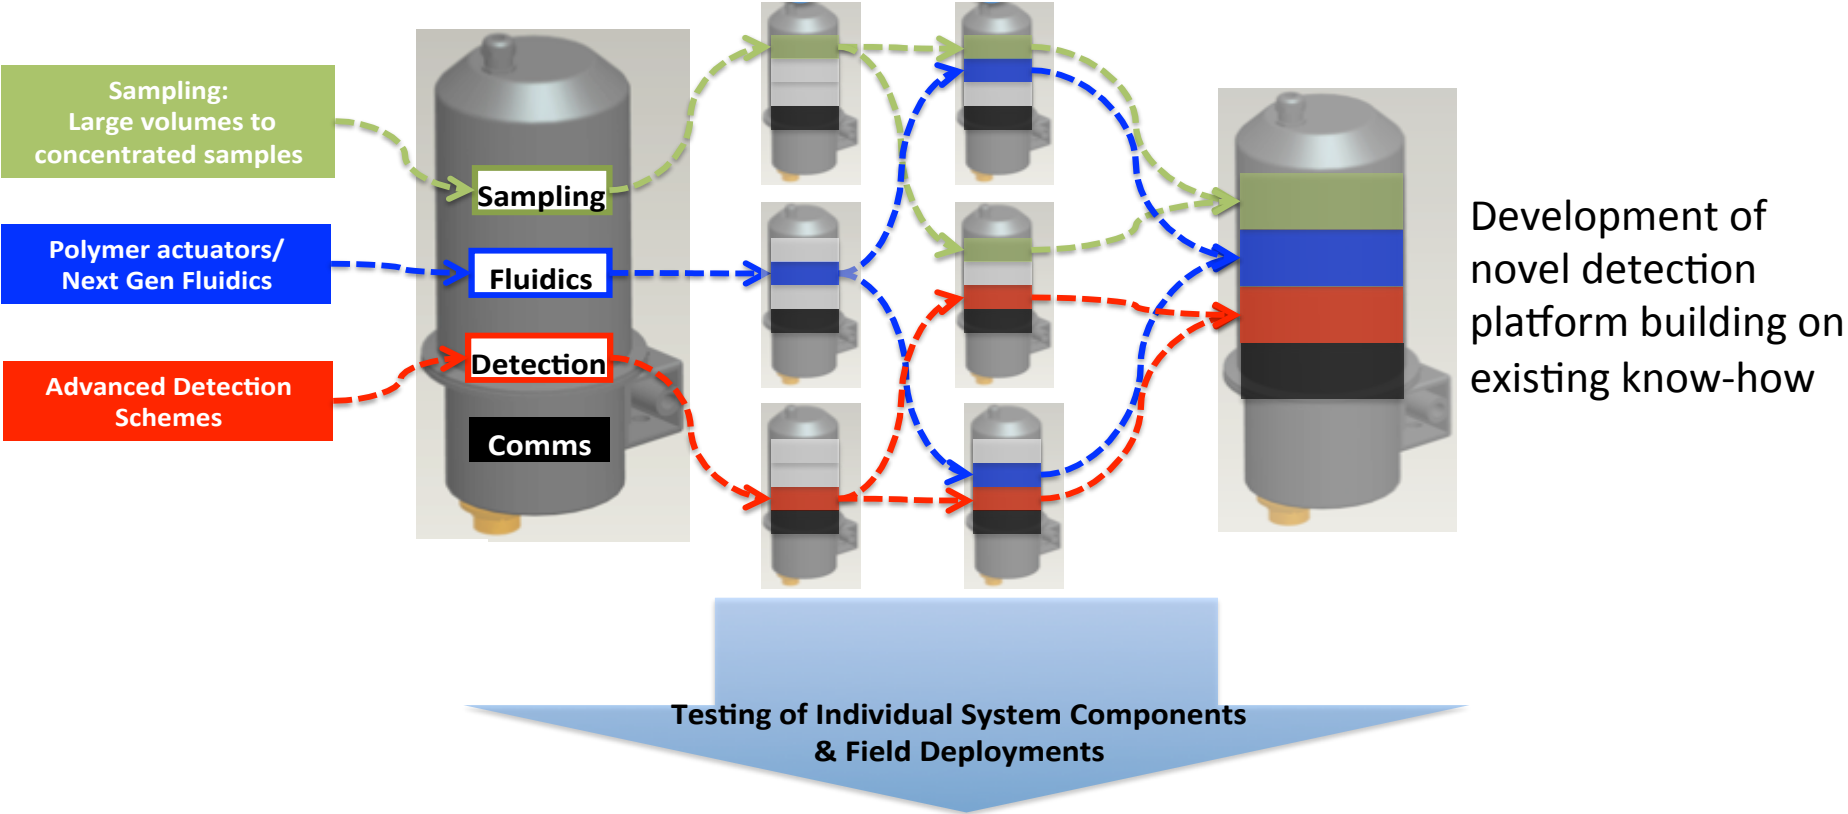 Sampling:
Large volumes to
concentrated samples
Polymer actuators/
Next Gen Fluidics
Advanced Detection
Schemes
Sampling
Fluidics
Detection
Comms
Development of
novel detection
platform building on
existing know-how
Testing of Individual System Components
& Field Deployments